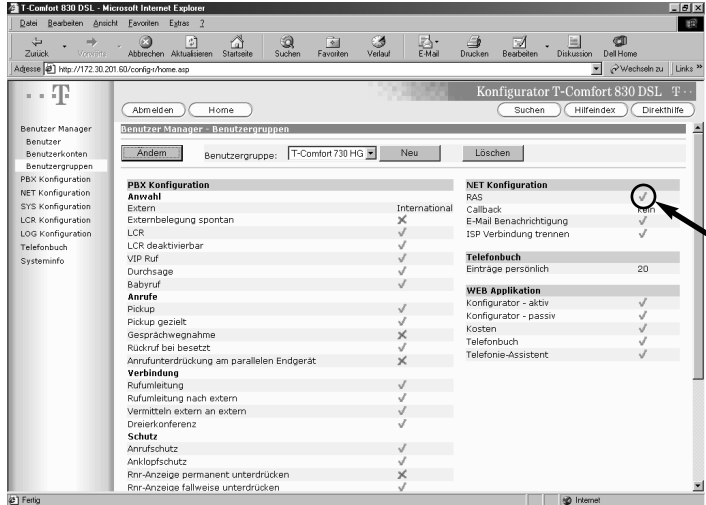 T-Comfort 830 DSL - Microsoft Internet Explorer
Datei Bearbeiten Ansicht Favoriten Extras ?
Zurück Vorwärts Abbrechen Aktualisieren Startseite Suchen Favoriten Verlauf E-Mail Drucken Bearbeiten Diskussion Dell Home
Adresse http://172.30.201.60/config-r/home.asp Wechseln zu Links »
T
Konfigurator T-Comfort 830 DSL T
Abmelden Home Suchen Hilfeindex Direkthilfe
Benutzer Manager
Benutzer
Benutzerkonten
Benutzergruppen
PBX Konfiguration
NET Konfiguration
SYS Konfiguration
LCR Konfiguration
LOG Konfiguration
Telefonbuch
Systeminfo
Benutzer Manager - Benutzergruppen
Ändern Benutzergruppe: T-Comfort 730 HG Neu Löschen
PBX Konfiguration
Anwahl
Extern International
Externbelegung spontan
LCR
LCR deaktivierbar
VIP Ruf
Durchsage
Babyruf
Anrufe
Pickup
Pickup gezielt
Gesprächwegnahme
Rückruf bei besetzt
Anrufunterdrückung am parallelen Endgerät
Verbindung
Rufumleitung
Rufumleitung nach extern
Vermitteln extern an extern
Dreierkonferenz
Schutz
Anrufschutz
Anklopfschutz
Rnr-Anzeige permanent unterdrücken
Rnr-Anzeige fallweise unterdrücken
NET Konfiguration
RAS
Callback kein
E-Mail Benachrichtigung
ISP Verbindung trennen
Telefonbuch
Einträge persönlich 20
WEB Applikation
Konfigurator - aktiv
Konfigurator - passiv
Kosten
Telefonbuch
Telefonie-Assistent
Fertig Internet